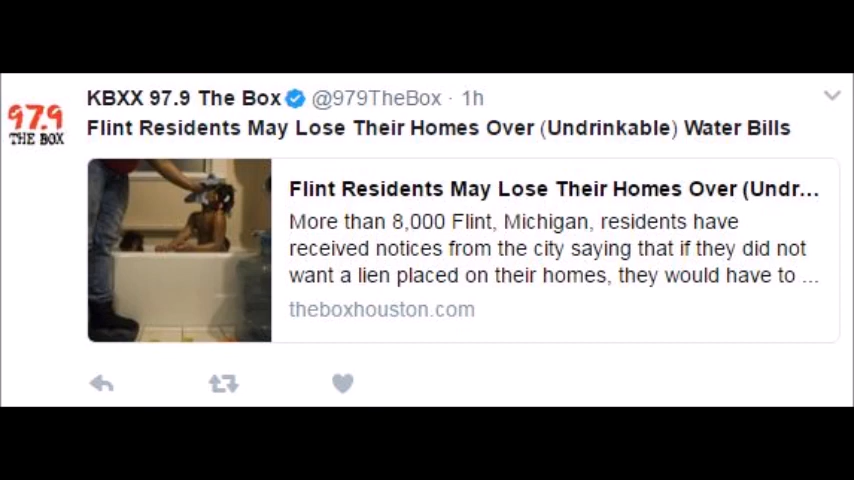 KBXX 97.9 The Box @979TheBox · 1h
97.9
THE BOX
Flint Residents May Lose Their Homes Over (Undrinkable) Water Bills
Flint Residents May Lose Their Homes Over (Undr...
More than 8,000 Flint, Michigan, residents have
received notices from the city saying that if they did not
want a lien placed on their homes, they would have to ...
theboxhouston.com